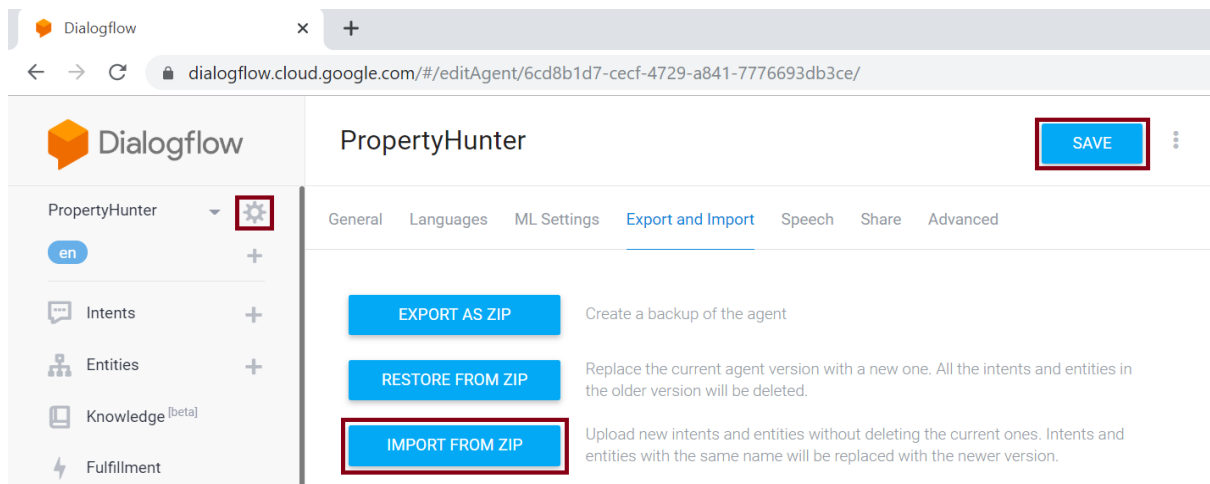 Dialogflow
dialogflow.cloud.google.com/#/editAgent/6cd8b1d7-cecf-4729-a841-7776693db3ce/
Dialogflow
PropertyHunter
SAVE
PropertyHunter
en
General Languages ML Settings Export and Import Speech Share Advanced
Intents
Entities
Knowledge [beta]
Fulfillment
EXPORT AS ZIP
Create a backup of the agent
RESTORE FROM ZIP
Replace the current agent version with a new one. All the intents and entities in
the older version will be deleted.
IMPORT FROM ZIP
Upload new intents and entities without deleting the current ones. Intents and
entities with the same name will be replaced with the newer version.